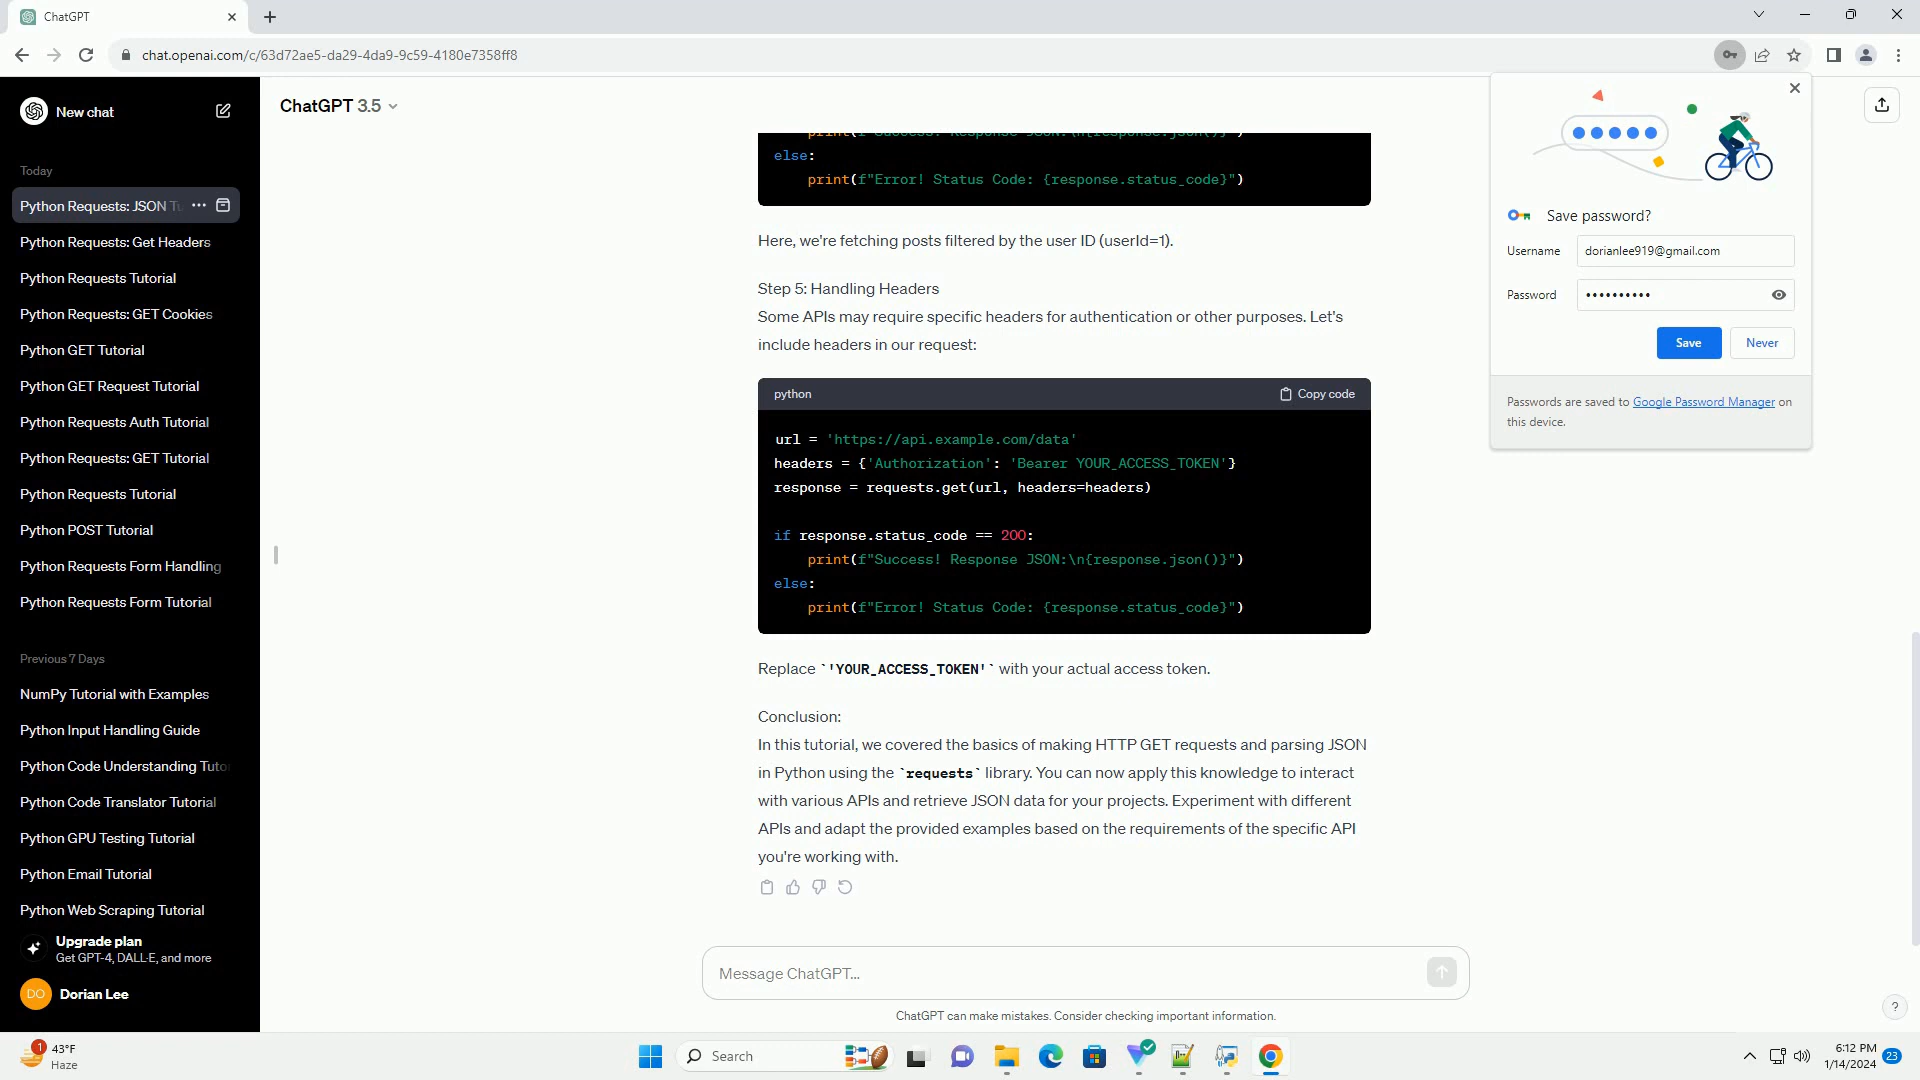 ChatGPT
chat.openai.com/c/63d72ae5-da29-4da9-9c59-4180e7358ff8
New chat
Today
Python Requests: JSON Tu
Python Requests: Get Headers
Python Requests Tutorial
Python Requests: GET Cookies
Python GET Tutorial
Python GET Request Tutorial
Python Requests Auth Tutorial
Python Requests: GET Tutorial
Python Requests Tutorial
Python POST Tutorial
Python Requests Form Handling
Python Requests Form Tutorial
Previous 7 Days
NumPy Tutorial with Examples
Python Input Handling Guide
Python Code Understanding Tuto
Python Code Translator Tutorial
Python GPU Testing Tutorial
Python Email Tutorial
Python Web Scraping Tutorial
Upgrade plan
Get GPT-4, DALL·E, and more
DO Dorian Lee
ChatGPT 3.5
print(f"Success! Response JSON:\n{response.json()}")
else:
print(f"Error! Status Code: {response.status_code}")
Here, we're fetching posts filtered by the user ID (userId=1).
Step 5: Handling Headers
Some APIs may require specific headers for authentication or other purposes. Let's
include headers in our request:
python Copy code
url = 'https://api.example.com/data'
headers = {'Authorization': 'Bearer YOUR_ACCESS_TOKEN'}
response = requests.get(url, headers=headers)
if response.status_code == 200:
print(f"Success! Response JSON:\n{response.json()}")
else:
print(f"Error! Status Code: {response.status_code}")
Replace `'YOUR_ACCESS_TOKEN'` with your actual access token.
Conclusion:
In this tutorial, we covered the basics of making HTTP GET requests and parsing JSON
in Python using the `requests` library. You can now apply this knowledge to interact
with various APIs and retrieve JSON data for your projects. Experiment with different
APIs and adapt the provided examples based on the requirements of the specific API
you're working with.
Message ChatGPT...
ChatGPT can make mistakes. Consider checking important information.
?
Save password?
Username dorianlee919@gmail.com
Password ••••••••••
Save Never
Passwords are saved to Google Password Manager on
this device.
1
43°F
Haze
Search
6:12 PM
1/14/2024
23